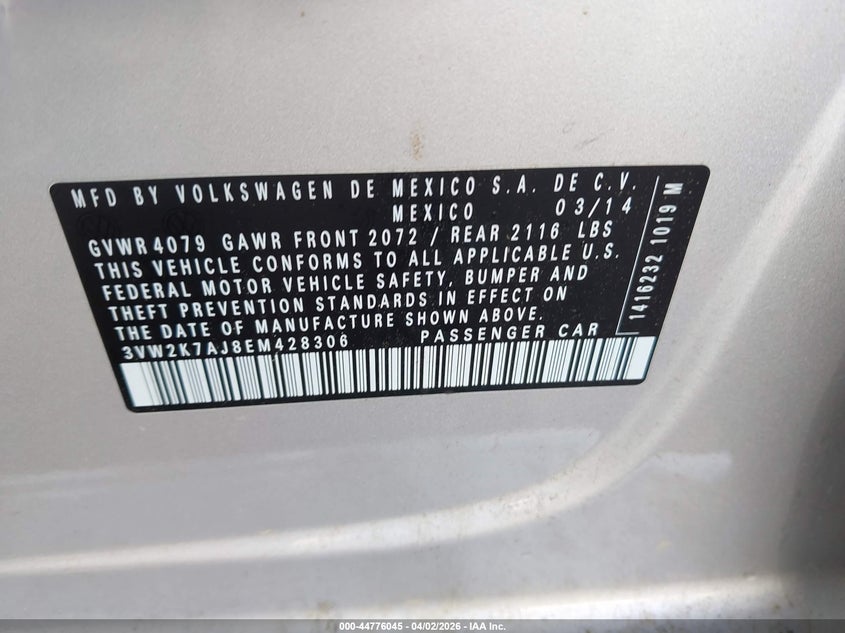 MFD BY VOLKSWAGEN DE MEXICO S.A. DE C.V.
MEXICO 03/14
GVWR 4079 GAWR FRONT 2072 / REAR 2116 LBS
THIS VEHICLE CONFORMS TO ALL APPLICABLE U.S.
FEDERAL MOTOR VEHICLE SAFETY, BUMPER AND
THEFT PREVENTION STANDARDS IN EFFECT ON
THE DATE OF MANUFACTURE SHOWN ABOVE.
3VW2K7AJ8EM428306 PASSENGER CAR
1416232 1019 M
000-44776045 - 04/02/2026 - IAA Inc.